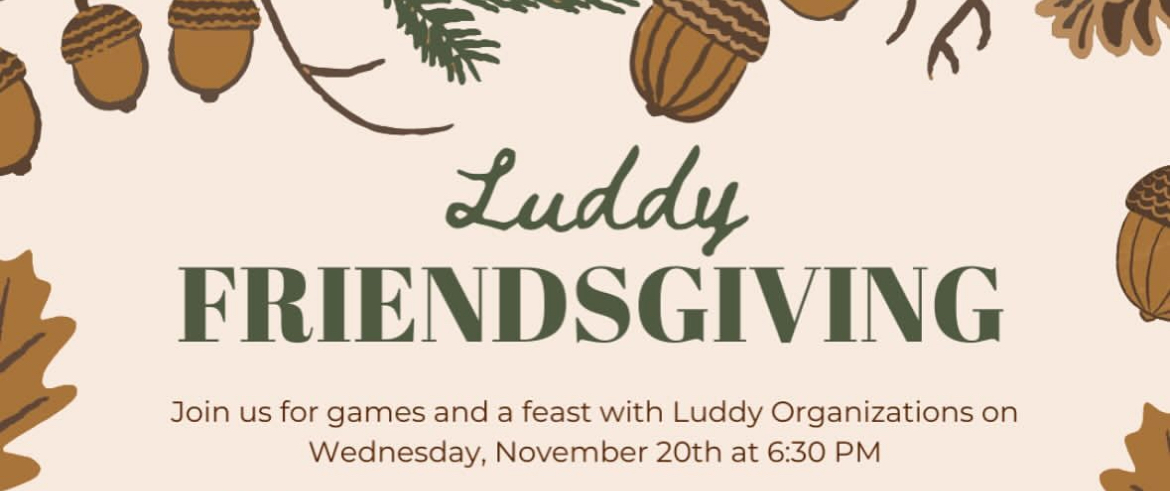 Luddy
FRIENDSGIVING
Join us for games and a feast with Luddy Organizations on
Wednesday, November 20th at 6:30 PM